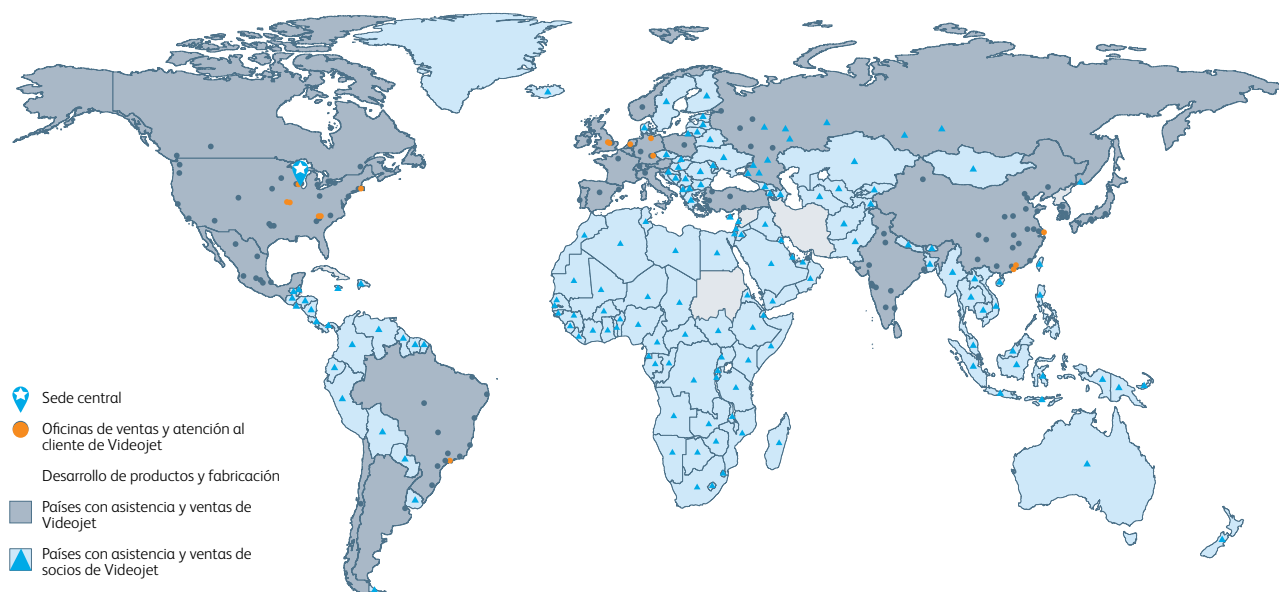 Sede central
Oficinas de ventas y atención al
cliente de Videojet
Desarrollo de productos y fabricación
Países con asistencia y ventas de
Videojet
Países con asistencia y ventas de
socios de Videojet